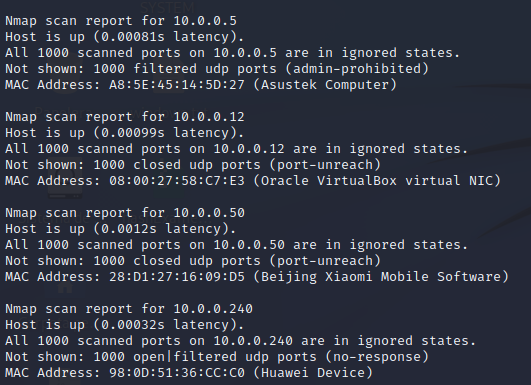 SYSTEM
Nmap scan report for 10.0.0.5
Host is up (0.00081s latency).
All 1000 scanned ports on 10.0.0.5 are in ignored states.
Not shown: 1000 filtered udp ports (admin-prohibited)
MAC Address: A8:5E:45:14:5D:27 (Asustek Computer)
Nmap scan report for 10.0.0.12
Host is up (0.00099s latency).
All 1000 scanned ports on 10.0.0.12 are in ignored states.
Not shown: 1000 closed udp ports (port-unreach)
MAC Address: 08:00:27:58:C7:E3 (Oracle VirtualBox virtual NIC)
Nmap scan report for 10.0.0.50
Host is up (0.0012s latency).
All 1000 scanned ports on 10.0.0.50 are in ignored states.
Not shown: 1000 closed udp ports (port-unreach)
MAC Address: 28:D1:27:16:09:D5 (Beijing Xiaomi Mobile Software)
Nmap scan report for 10.0.0.240
Host is up (0.00032s latency).
All 1000 scanned ports on 10.0.0.240 are in ignored states.
Not shown: 1000 open|filtered udp ports (no-response)
MAC Address: 98:0D:51:36:CC:C0 (Huawei Device)